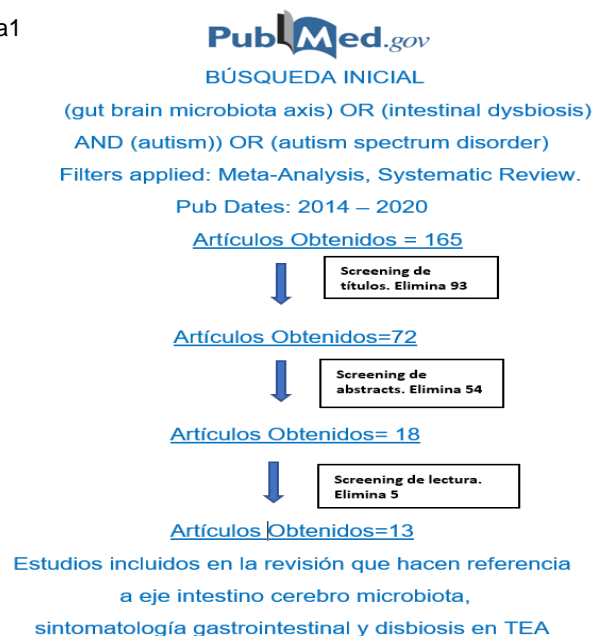 a1
PubMed.gov
BÚSQUEDA INICIAL
(gut brain microbiota axis) OR (intestinal dysbiosis)
AND (autism)) OR (autism spectrum disorder)
Filters applied: Meta-Analysis, Systematic Review.
Pub Dates: 2014 – 2020
Artículos Obtenidos = 165
Screening de
títulos. Elimina 93
Artículos Obtenidos=72
Screening de
abstracts. Elimina 54
Artículos Obtenidos= 18
Screening de lectura.
Elimina 5
Artículos Obtenidos=13
Estudios incluidos en la revisión que hacen referencia
a eje intestino cerebro microbiota,
sintomatología gastrointestinal y disbiosis en TEA